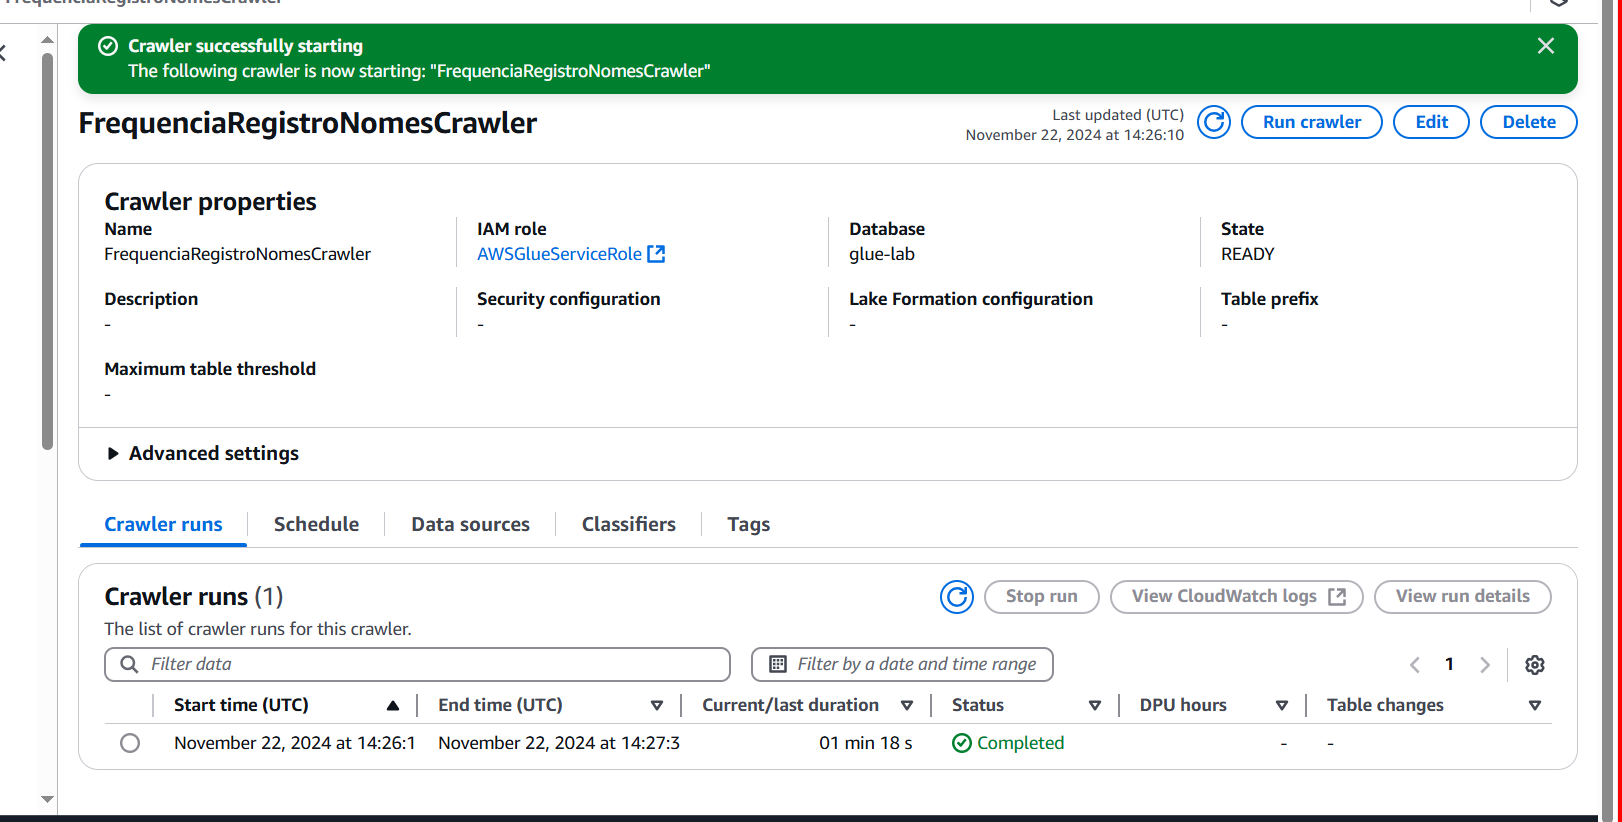 FrequenciaRegistroNomesCrawler
Crawler successfully starting
The following crawler is now starting: "FrequenciaRegistroNomesCrawler"
FrequenciaRegistroNomesCrawler
Last updated (UTC)
November 22, 2024 at 14:26:10
Run crawler
Edit
Delete
Crawler properties
Name
FrequenciaRegistroNomesCrawler
IAM role
AWSGlueServiceRole
Database
glue-lab
State
READY
Description
-
Security configuration
-
Lake Formation configuration
-
Table prefix
-
Maximum table threshold
-
Advanced settings
Crawler runs
Schedule
Data sources
Classifiers
Tags
Crawler runs (1)
Stop run
View CloudWatch logs
View run details
The list of crawler runs for this crawler.
Filter data
Filter by a date and time range
1
Start time (UTC) End time (UTC) Current/last duration Status DPU hours Table changes
November 22, 2024 at 14:26:1 November 22, 2024 at 14:27:3 01 min 18 s Completed - -